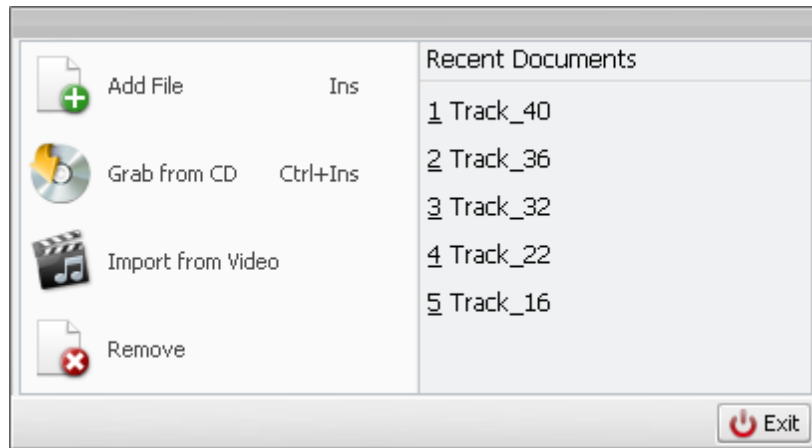 Add File Ins
Grab from CD Ctrl+Ins
Import from Video
Remove
Recent Documents
1 Track_40
2 Track_36
3 Track_32
4 Track_22
5 Track_16
Exit